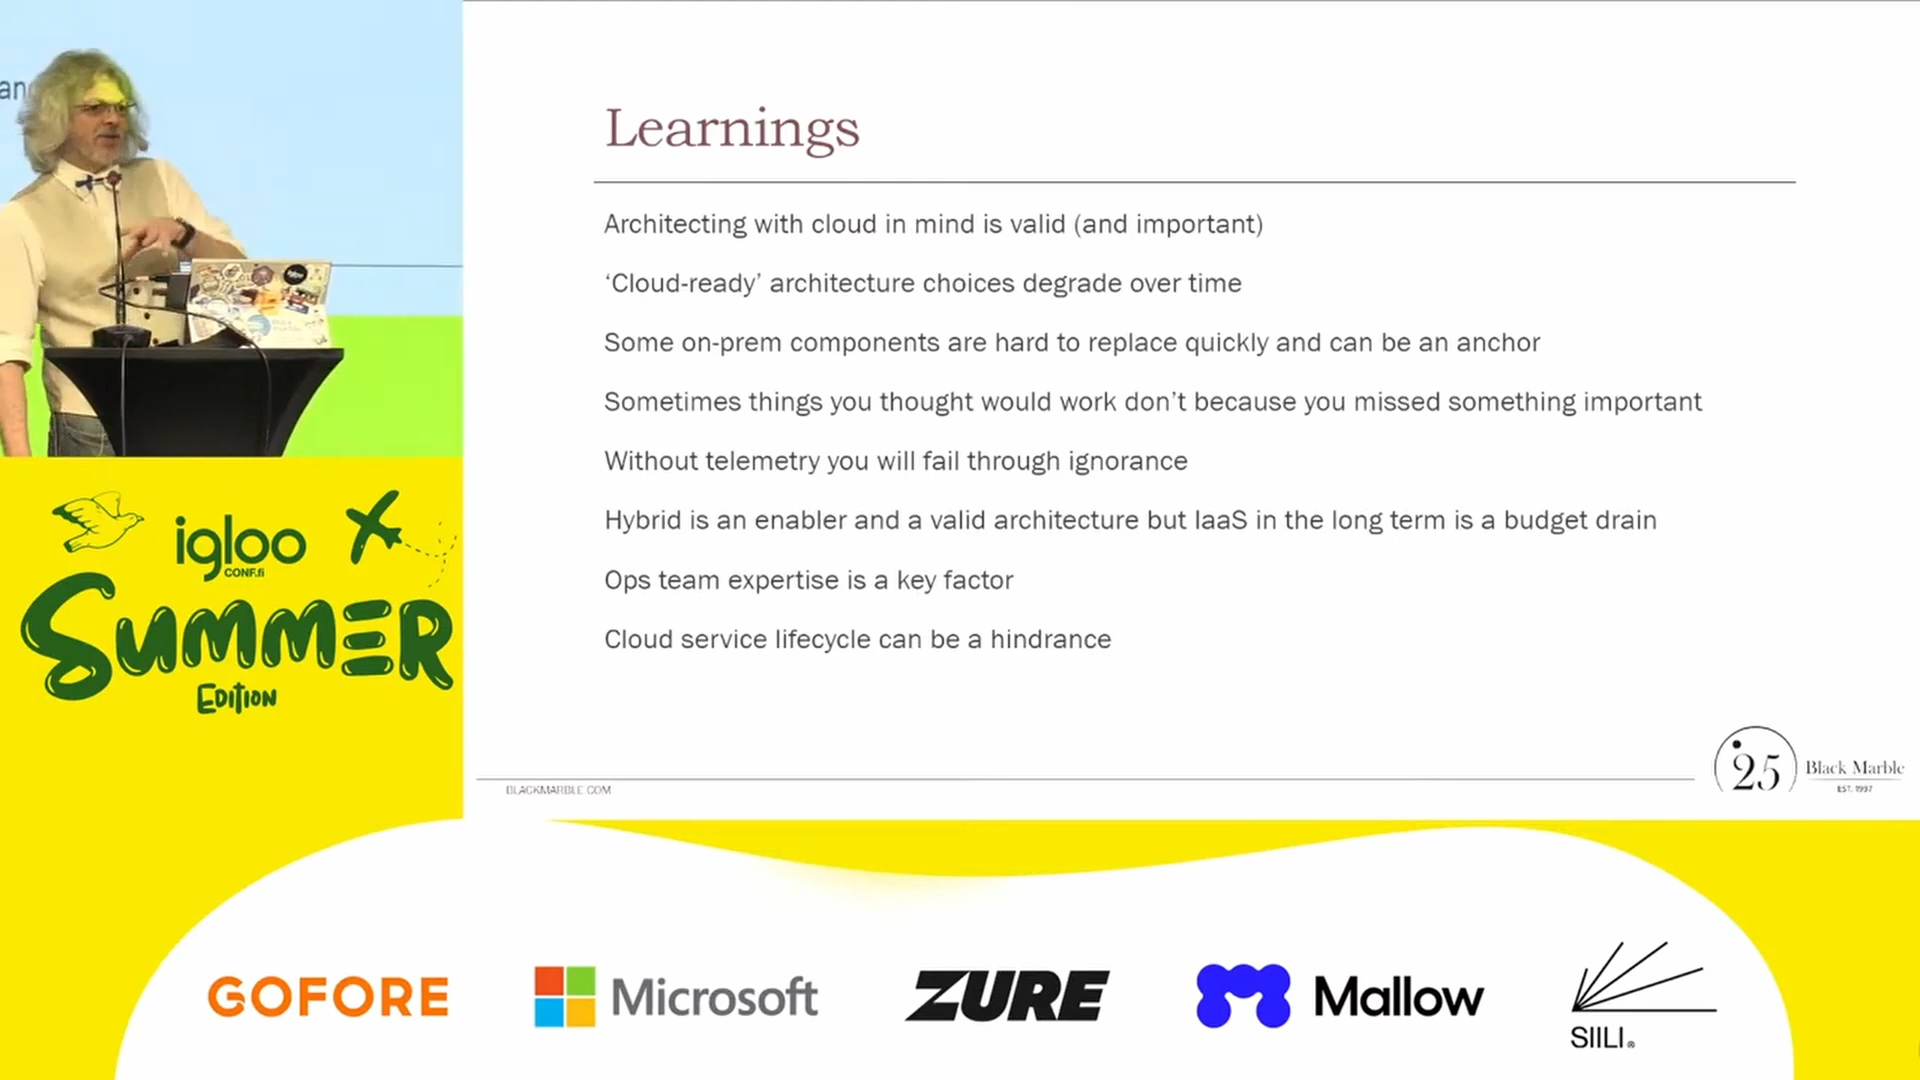 Learnings
Architecting with cloud in mind is valid (and important)
‘Cloud-ready’ architecture choices degrade over time
Some on-prem components are hard to replace quickly and can be an anchor
Sometimes things you thought would work don’t because you missed something important
Without telemetry you will fail through ignorance
Hybrid is an enabler and a valid architecture but IaaS in the long term is a budget drain
Ops team expertise is a key factor
Cloud service lifecycle can be a hindrance
BLACKMARBLE.COM
25
Black Marble
EST. 1997
igloo
CONF.fi
SUMMER
EDITION
GOFORE
Microsoft
ZURE
Mallow
SIILI®